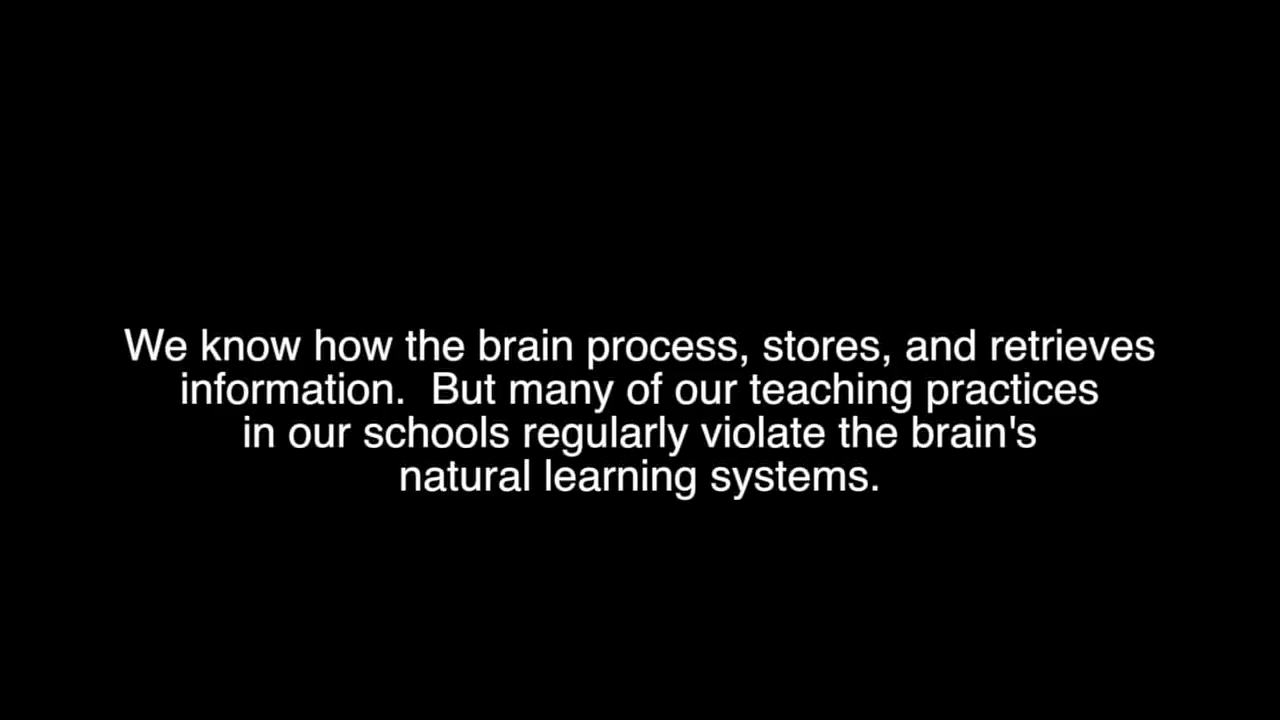 We know how the brain process, stores, and retrieves
information.  But many of our teaching practices
in our schools regularly violate the brain's
natural learning systems.